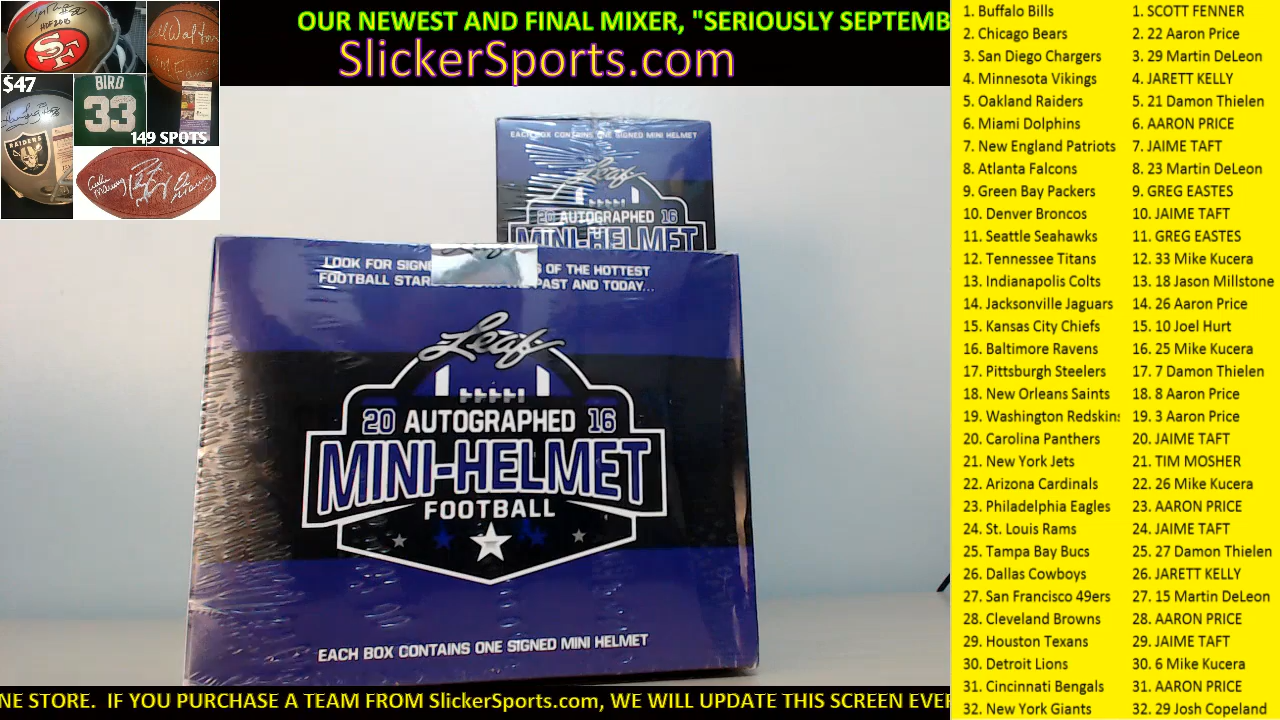 OUR NEWEST AND FINAL MIXER, "SERIOUSLY SEPTEMB
SlickerSports.com
$47
BIRD
33
149 SPOTS
RAIDERS
EACH BOX CONTAINS ONE SIGNED MINI HELMET
Leaf
20 AUTOGRAPHED 16
MINI-HELMET
LOOK FOR SIGNE S OF THE HOTTEST
FOOTBALL STAR PAST AND TODAY...
Leaf
20 AUTOGRAPHED 16
MINI-HELMET
FOOTBALL
EACH BOX CONTAINS ONE SIGNED MINI HELMET
NE STORE. IF YOU PURCHASE A TEAM FROM SlickerSports.com, WE WILL UPDATE THIS SCREEN EVER
1. Buffalo Bills 1. SCOTT FENNER
2. Chicago Bears 2. 22 Aaron Price
3. San Diego Chargers 3. 29 Martin DeLeon
4. Minnesota Vikings 4. JARETT KELLY
5. Oakland Raiders 5. 21 Damon Thielen
6. Miami Dolphins 6. AARON PRICE
7. New England Patriots 7. JAIME TAFT
8. Atlanta Falcons 8. 23 Martin DeLeon
9. Green Bay Packers 9. GREG EASTES
10. Denver Broncos 10. JAIME TAFT
11. Seattle Seahawks 11. GREG EASTES
12. Tennessee Titans 12. 33 Mike Kucera
13. Indianapolis Colts 13. 18 Jason Millstone
14. Jacksonville Jaguars 14. 26 Aaron Price
15. Kansas City Chiefs 15. 10 Joel Hurt
16. Baltimore Ravens 16. 25 Mike Kucera
17. Pittsburgh Steelers 17. 7 Damon Thielen
18. New Orleans Saints 18. 8 Aaron Price
19. Washington Redskins 19. 3 Aaron Price
20. Carolina Panthers 20. JAIME TAFT
21. New York Jets 21. TIM MOSHER
22. Arizona Cardinals 22. 26 Mike Kucera
23. Philadelphia Eagles 23. AARON PRICE
24. St. Louis Rams 24. JAIME TAFT
25. Tampa Bay Bucs 25. 27 Damon Thielen
26. Dallas Cowboys 26. JARETT KELLY
27. San Francisco 49ers 27. 15 Martin DeLeon
28. Cleveland Browns 28. AARON PRICE
29. Houston Texans 29. JAIME TAFT
30. Detroit Lions 30. 6 Mike Kucera
31. Cincinnati Bengals 31. AARON PRICE
32. New York Giants 32. 29 Josh Copeland